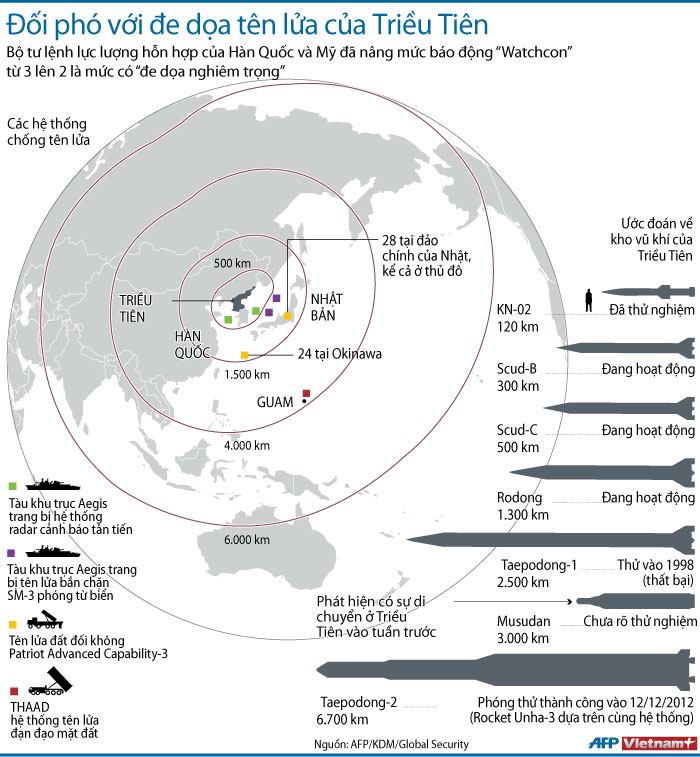 Đối phó với đe dọa tên lửa của Triều Tiên
Bộ tư lệnh lực lượng hỗn hợp của Hàn Quốc và Mỹ đã nâng mức báo động “Watchcon”
từ 3 lên 2 là mức có “đe dọa nghiêm trọng”
Các hệ thống
chống tên lửa
500 km
28 tại đảo
chính của Nhật,
kể cả ở thủ đô
TRIỀU
TIÊN
NHẬT
BẢN
HÀN
QUỐC
24 tại Okinawa
1.500 km
GUAM
4.000 km
6.000 km
Ước đoán về
kho vũ khí của
Triều Tiên
KN-02
120 km
Đã thử nghiệm
Scud-B
300 km
Đang hoạt động
Scud-C
500 km
Đang hoạt động
Rodong
1.300 km
Đang hoạt động
Taepodong-1
2.500 km
Thử vào 1998
(thất bại)
Phát hiện có sự di
chuyển ở Triều
Tiên vào tuần trước
Musudan
3.000 km
Chưa rõ thử nghiệm
Taepodong-2
6.700 km
Phóng thử thành công vào 12/12/2012
(Rocket Unha-3 dựa trên cùng hệ thống)
Tàu khu trục Aegis
trang bị hệ thống
radar cảnh báo tân tiến
Tàu khu trục Aegis trang
bị tên lửa bắn chặn
SM-3 phóng từ biển
Tên lửa đất đối không
Patriot Advanced Capability-3
THAAD
hệ thống tên lửa
đạn đạo mặt đất
Nguồn: AFP/KDM/Global Security
AFP Vietnam+